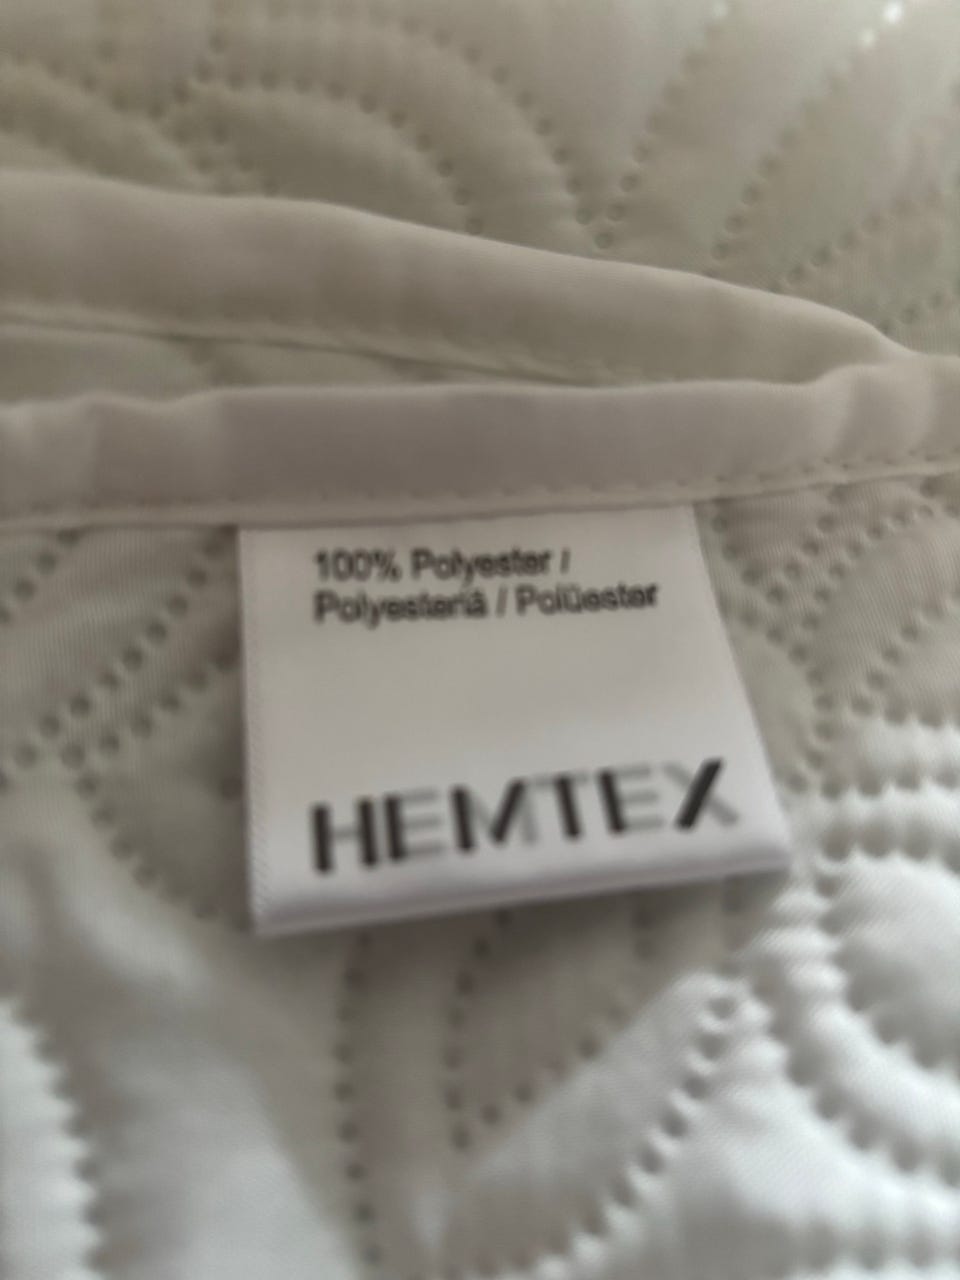 100% Polyester /
Polyesteriä / Polüester
HEMTEX